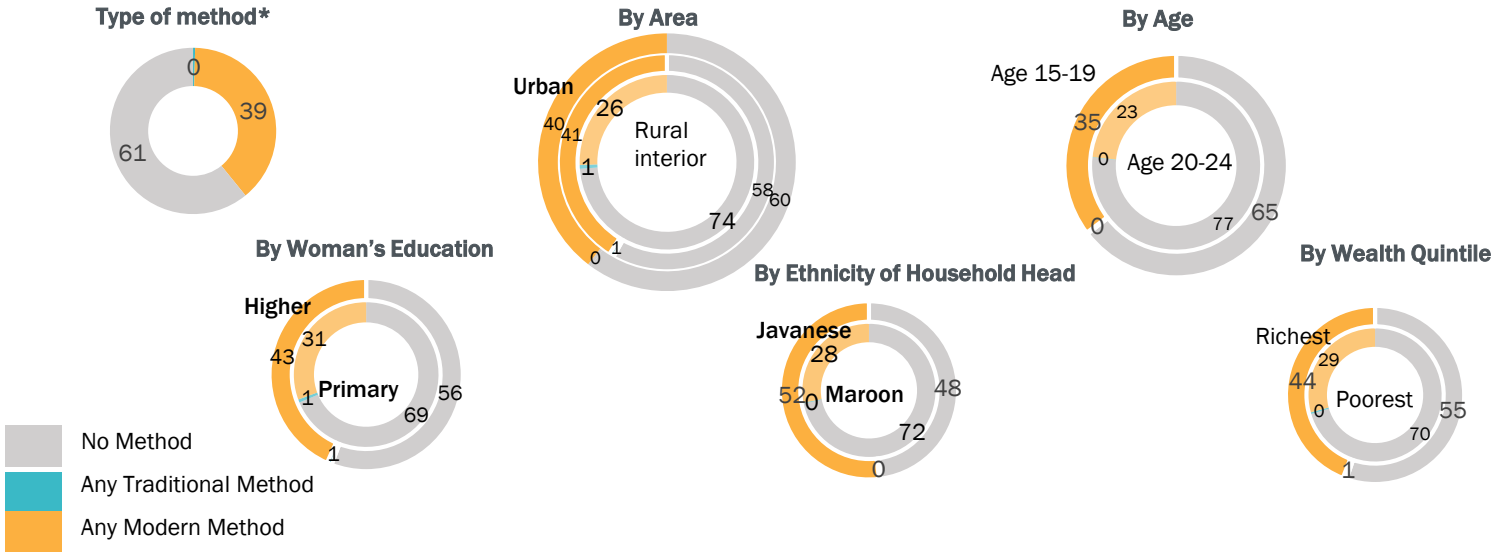 Type of method*
0
39
61
By Area
Urban
26
40
41
Rural
interior
1
58
60
74
1
0
By Age
Age 15-19
23
35
0
Age 20-24
65
77
0
By Woman's Education
Higher
31
43
Primary
1
56
69
1
By Ethnicity of Household Head
Javanese
28
52
0
Maroon
48
72
0
By Wealth Quintile
Richest
29
44
Poorest
0
55
70
1
No Method
Any Traditional Method
Any Modern Method